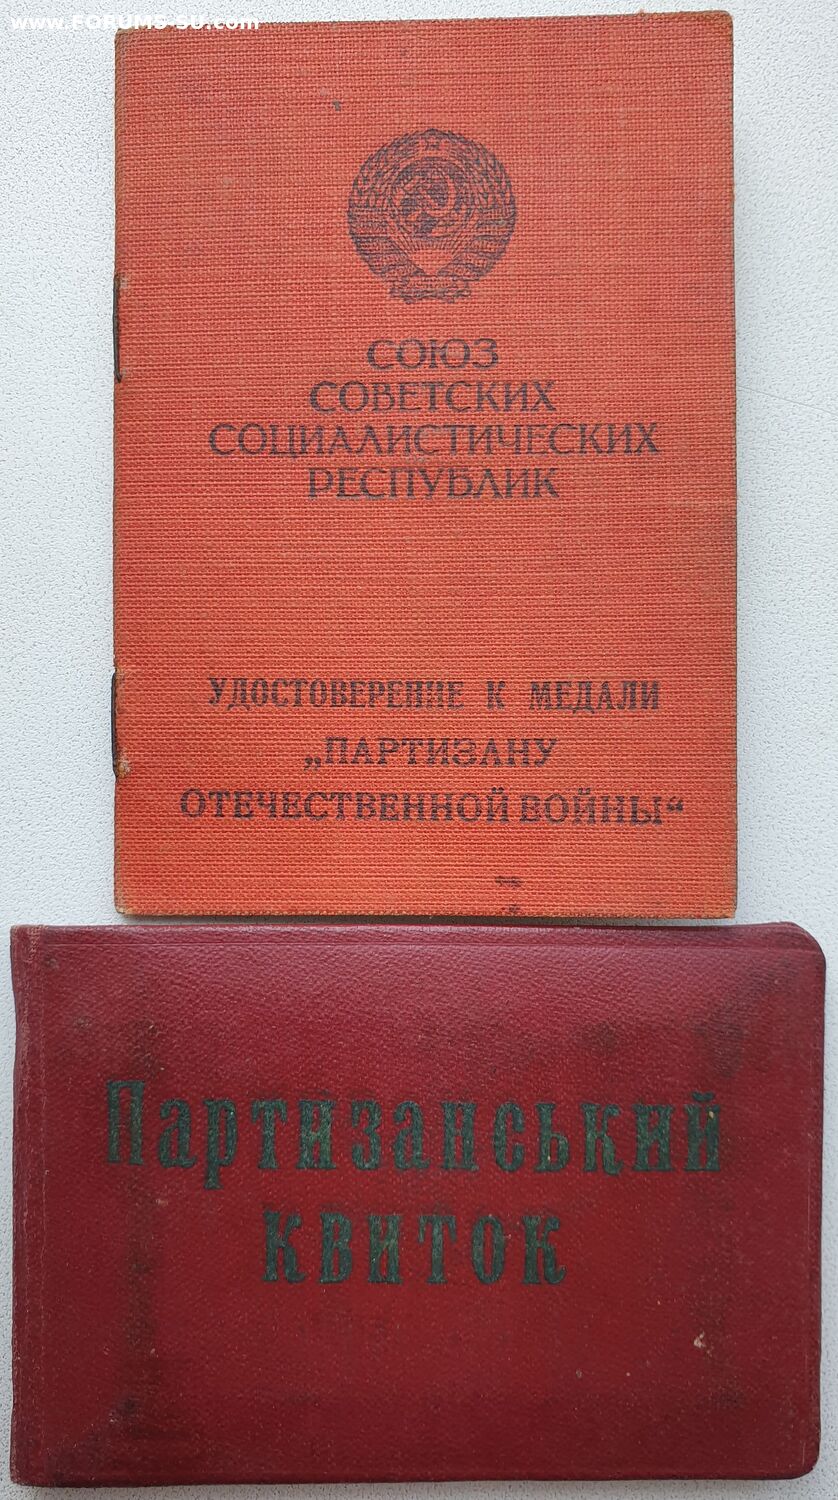 www.FORUMS-SU.com
СОЮЗ
СОВЕТСКИХ
СОЦИАЛИСТИЧЕСКИХ
РЕСПУБЛИК
УДОСТОВЕРЕНИЕ К МЕДАЛИ
„ПАРТИЗАНУ
ОТЕЧЕСТВЕННОЙ ВОЙНЫ“
Партизанський
квиток